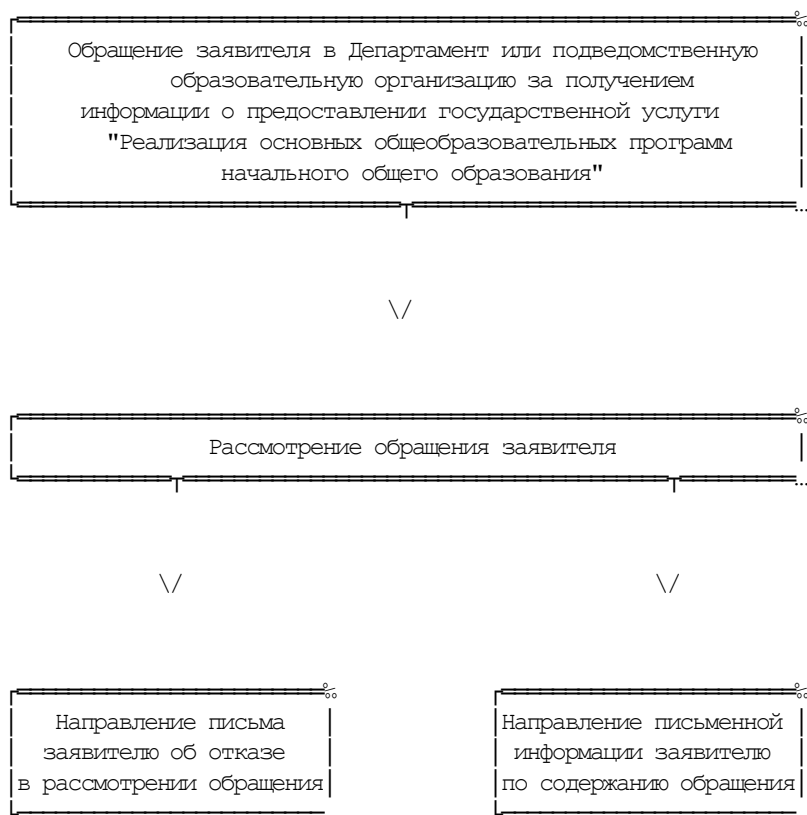 Обращение заявителя в Департамент или подведомственную
образовательную организацию за получением
информации о предоставлении государственной услуги
"Реализация основных общеобразовательных программ
начального общего образования"
\/
Рассмотрение обращения заявителя
\/ \/
Направление письма
заявителю об отказе
в рассмотрении обращения
Направление письменной
информации заявителю
по содержанию обращения